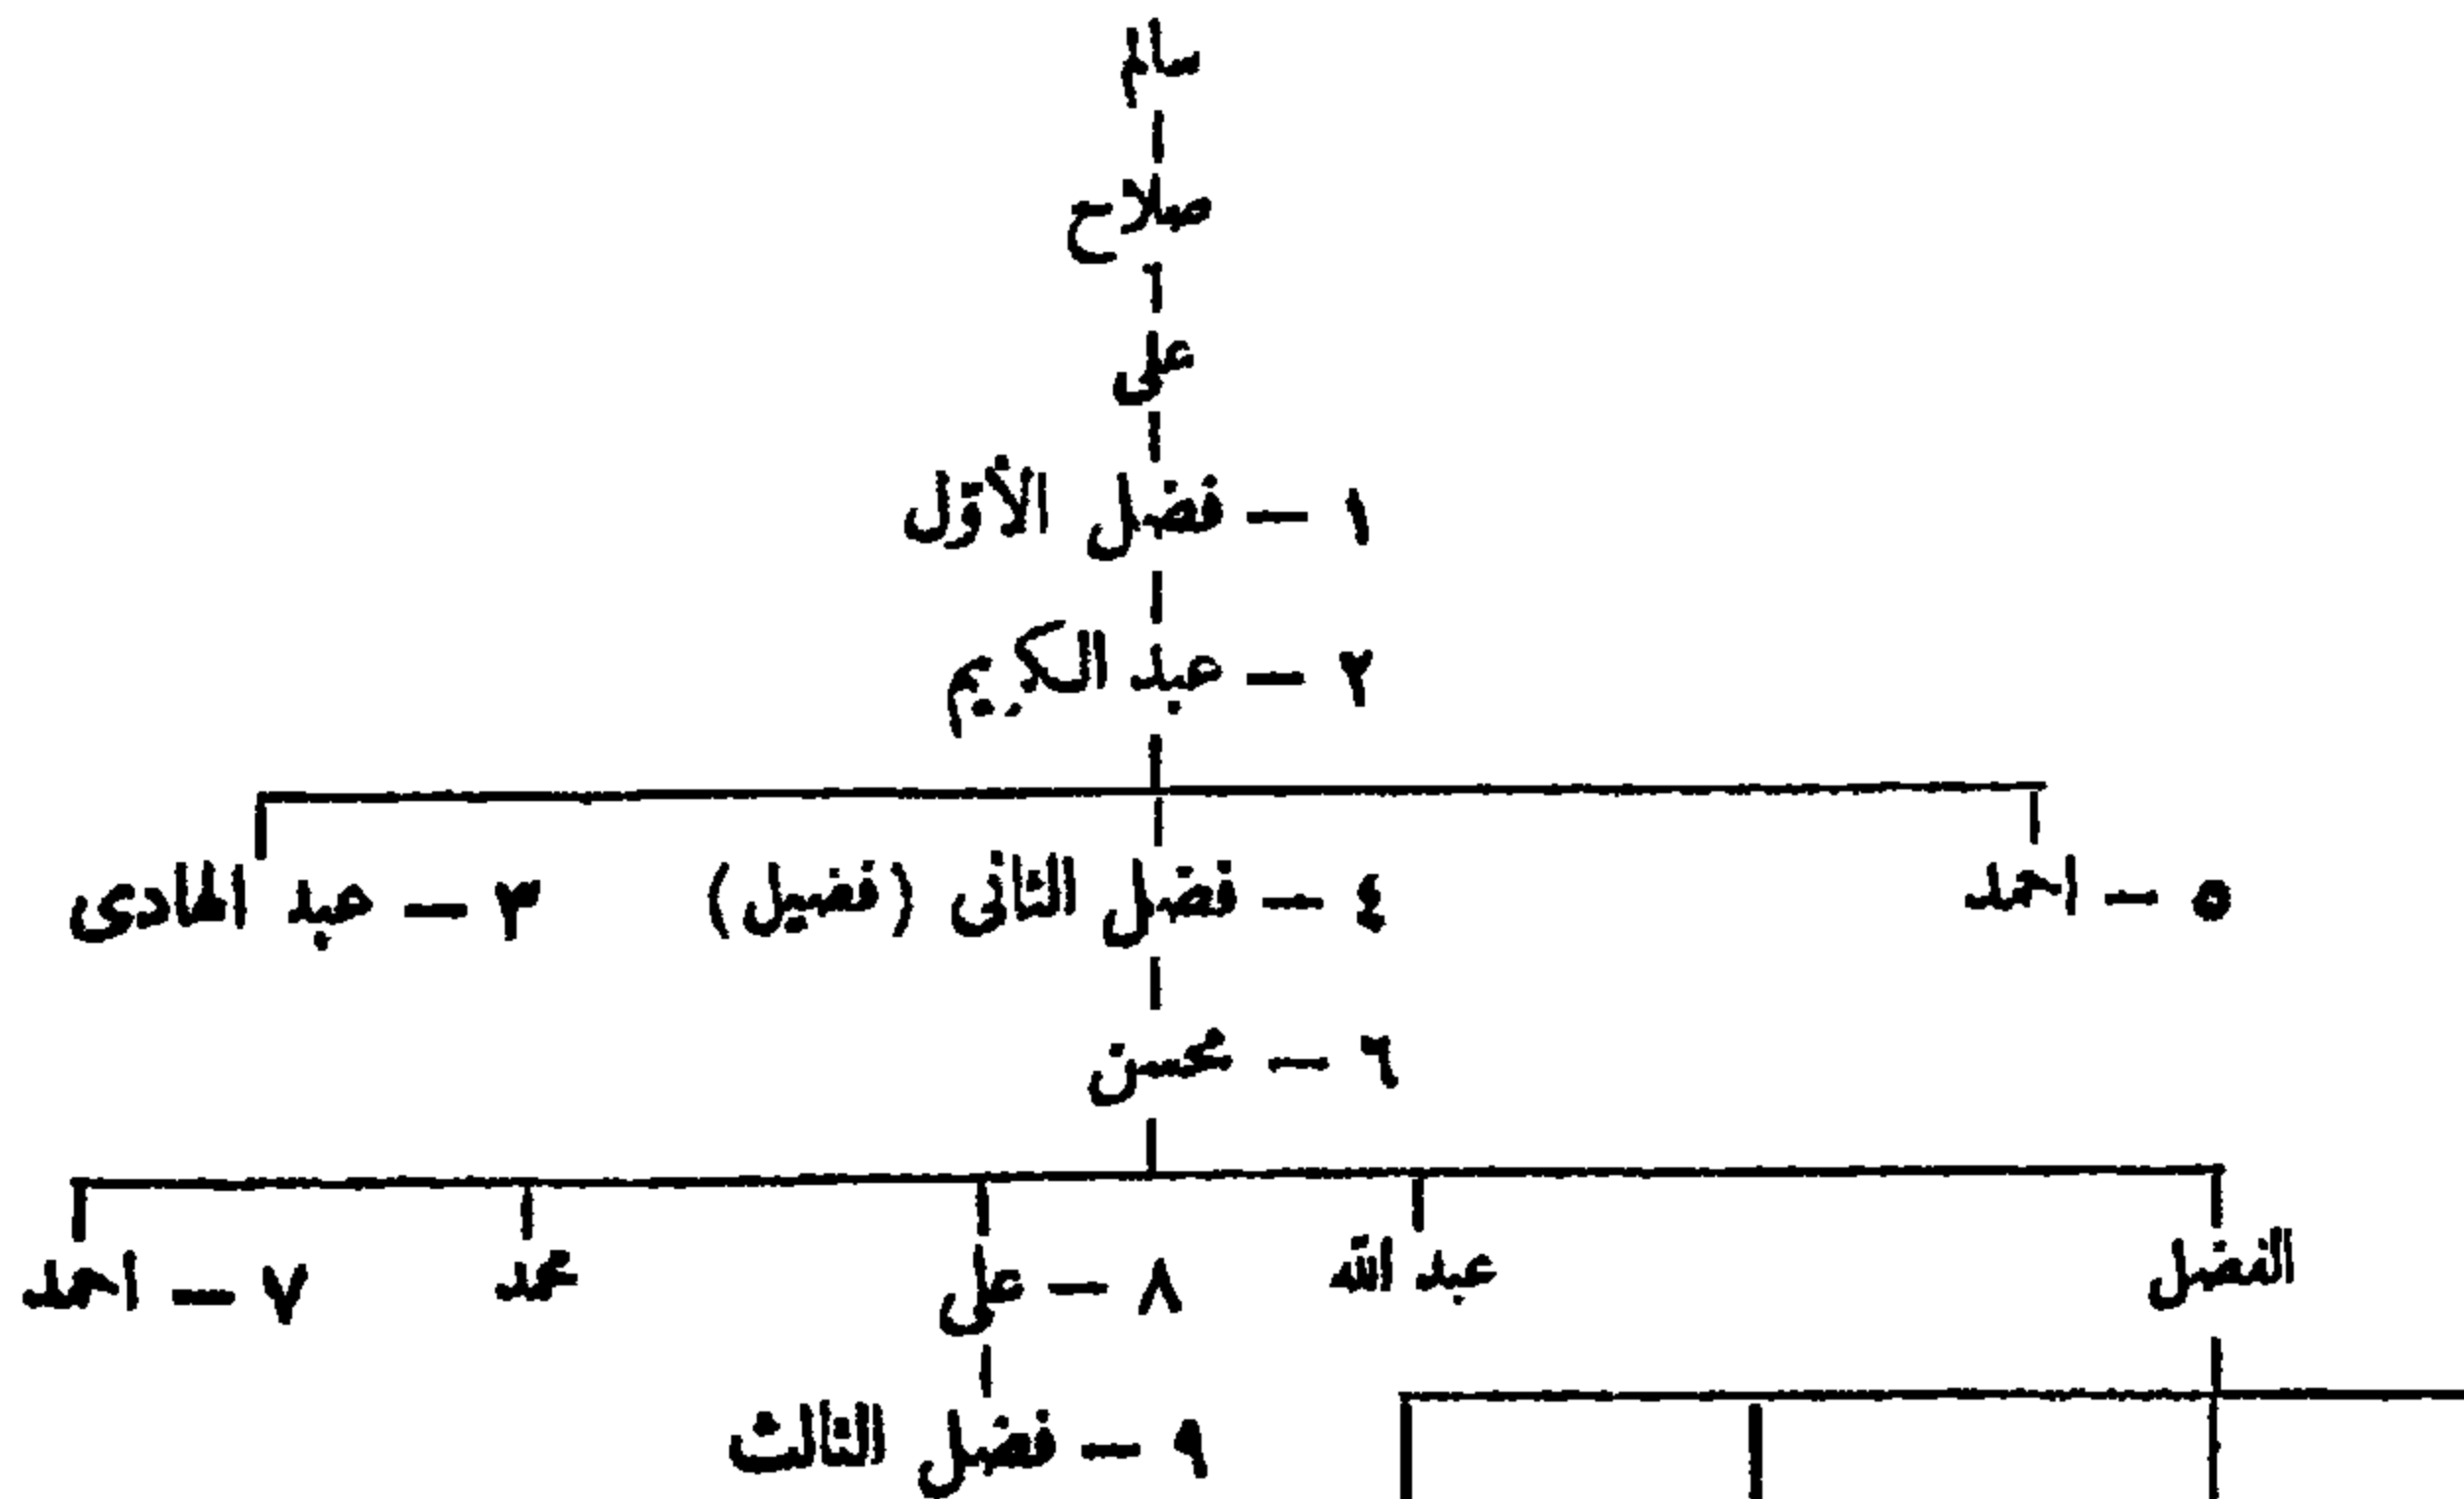 سالم
صلاح
على
١ – فضل الأوّل
٢ – عبد الكريم
٥ – احمد ٤ – فضل الثانى (فضيل) ٣ – عبد الهادى
٦ – محسن
الفضل عبد الله ٨ – على محمد ٧ – احمد
٩ – فضل الثالث